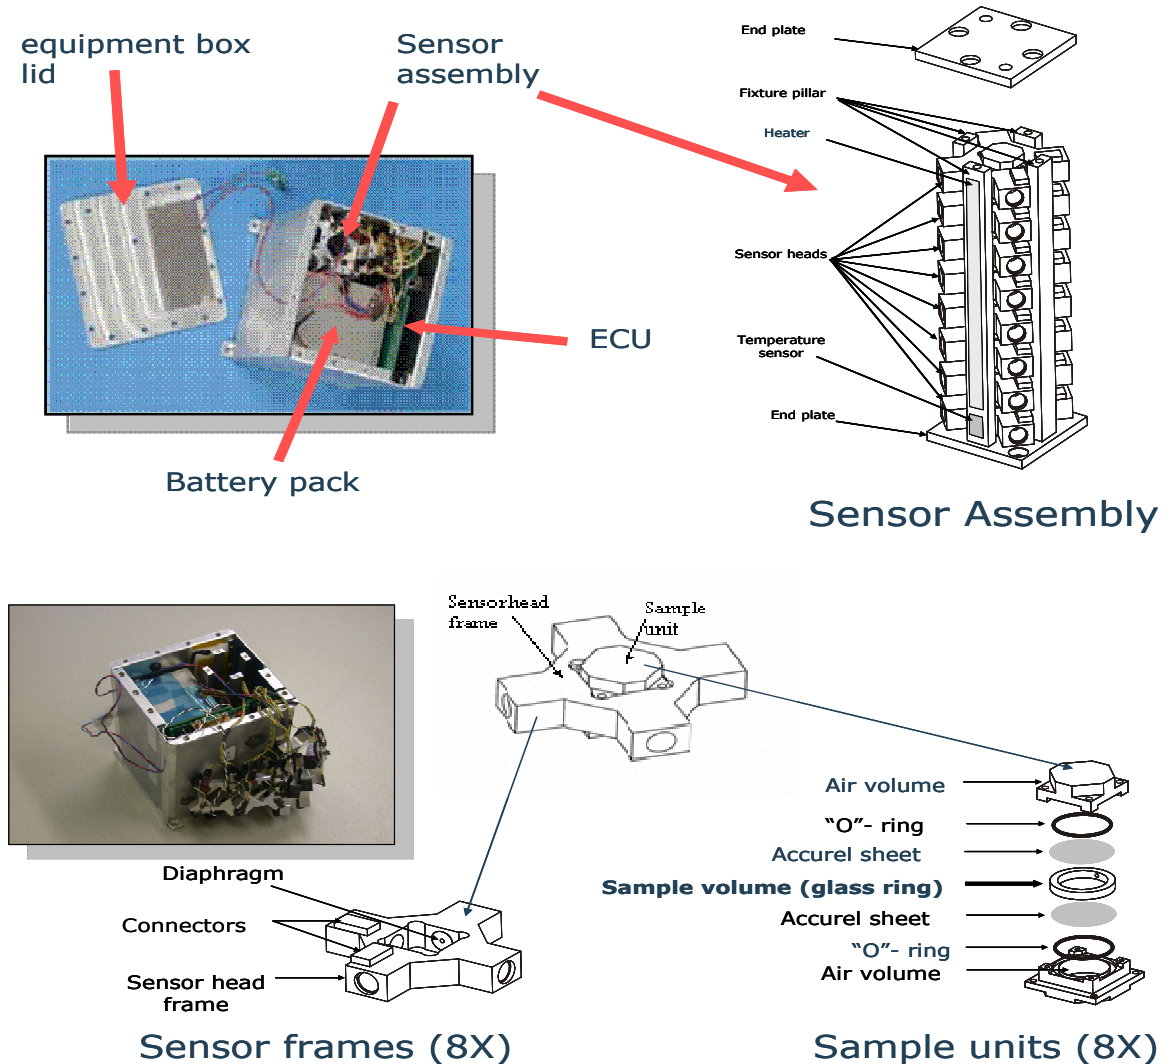 equipment box
lid
Sensor
assembly
ECU
Battery pack
End plate
Fixture pillar
Heater
Sensor heads
Temperature
sensor
End plate
Sensor Assembly
Sensorhead
frame
Sample
unit
Diaphragm
Connectors
Sensor head
frame
Sensor frames (8X)
Air volume
“O”- ring
Accurel sheet
Sample volume (glass ring)
Accurel sheet
“O”- ring
Air volume
Sample units (8X)